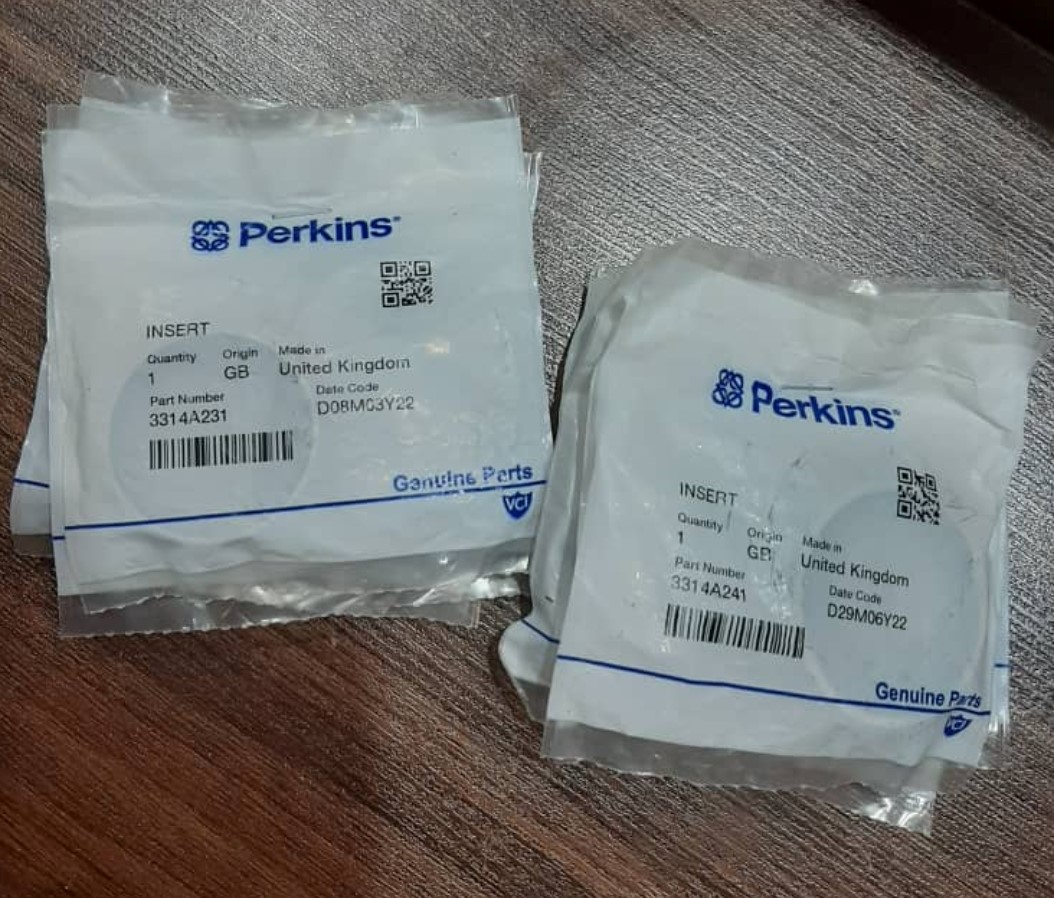 Perkins®
INSERT
Quantity Origin Made in
1 GB United Kingdom
Part Number Date Code
3314A231 D08M03Y22
Genuine Parts
VCI
Perkins®
INSERT
Quantity Origin Made in
1 GB United Kingdom
Part Number Date Code
3314A241 D29M06Y22
Genuine Parts
VCI